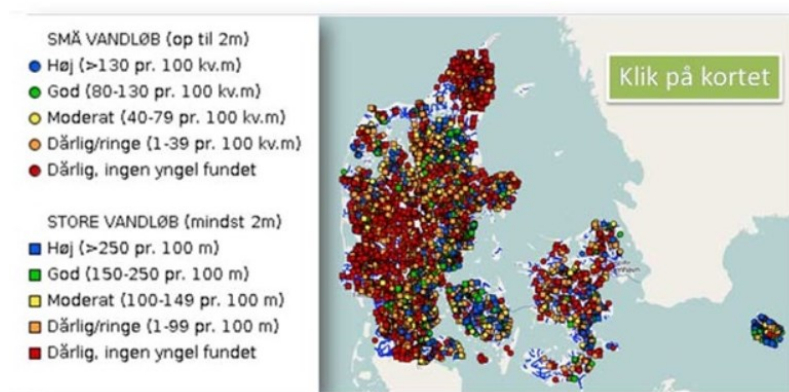 SMÅ VANDLØB (op til 2m)
Høj (>130 pr. 100 kv.m)
God (80-130 pr. 100 kv.m)
Moderat (40-79 pr. 100 kv.m)
Dårlig/ringe (1-39 pr. 100 kv.m)
Dårlig, ingen yngel fundet
STORE VANDLØB (mindst 2m)
Høj (>250 pr. 100 m)
God (150-250 pr. 100 m)
Moderat (100-149 pr. 100 m)
Dårlig/ringe (1-99 pr. 100 m)
Dårlig, ingen yngel fundet
Klik på kortet